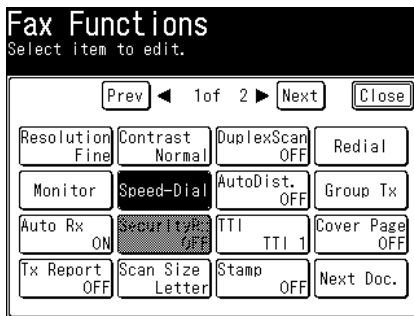 Fax Functions
Select item to edit.
Prev ◀ 1of 2 ▶ Next Close
Resolution Fine Contrast Normal DuplexScan OFF Redial
Monitor Speed-Dial AutoDist. OFF Group Tx
Auto Rx ON SecurityRx OFF TTI TTI 1 Cover Page OFF
Tx Report OFF Scan Size Letter Stamp OFF Next Doc.